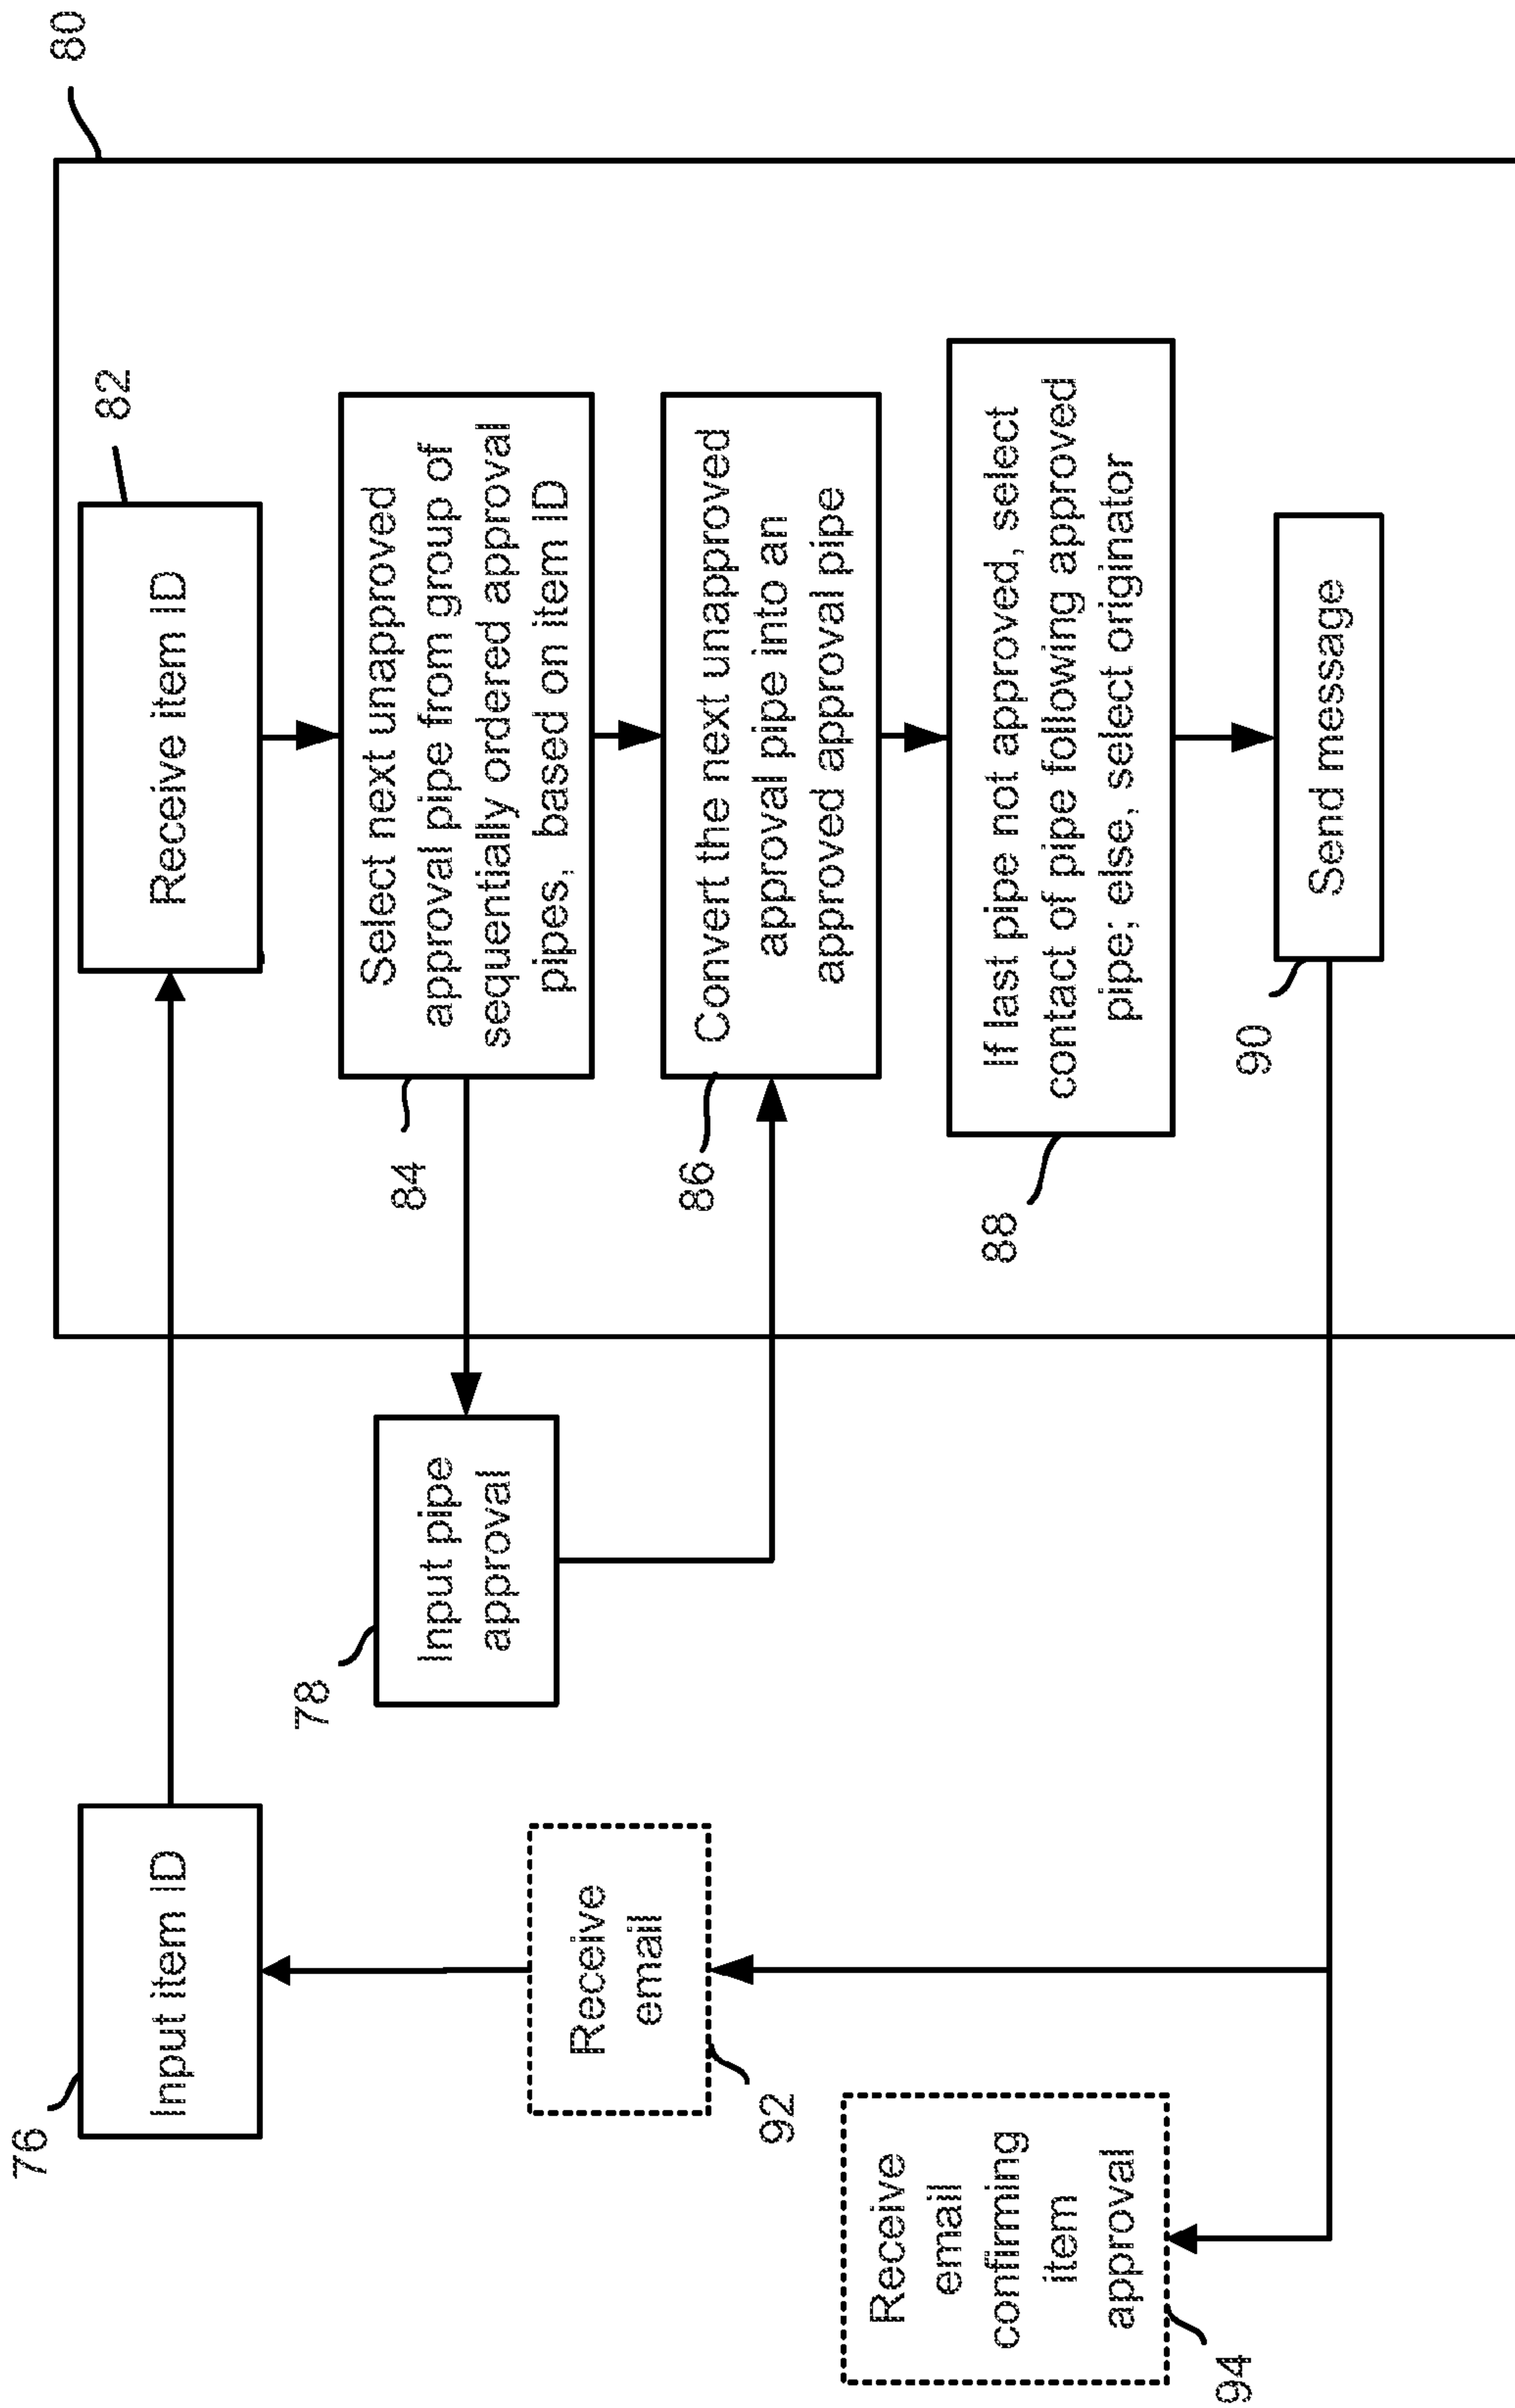 76
Input item ID
82
Receive item ID
80
78
Input pipe
approval
84
Select next unapproved
approval pipe from group of
sequentially ordered approval
pipes, based on item ID
92
Receive
email
86
Convert the next unapproved
approval pipe into an
approved approval pipe
94
Receive
email
confirming
item
approval
88
If last pipe not approved, select
contact of pipe following approved
pipe; else, select originator
90
Send message